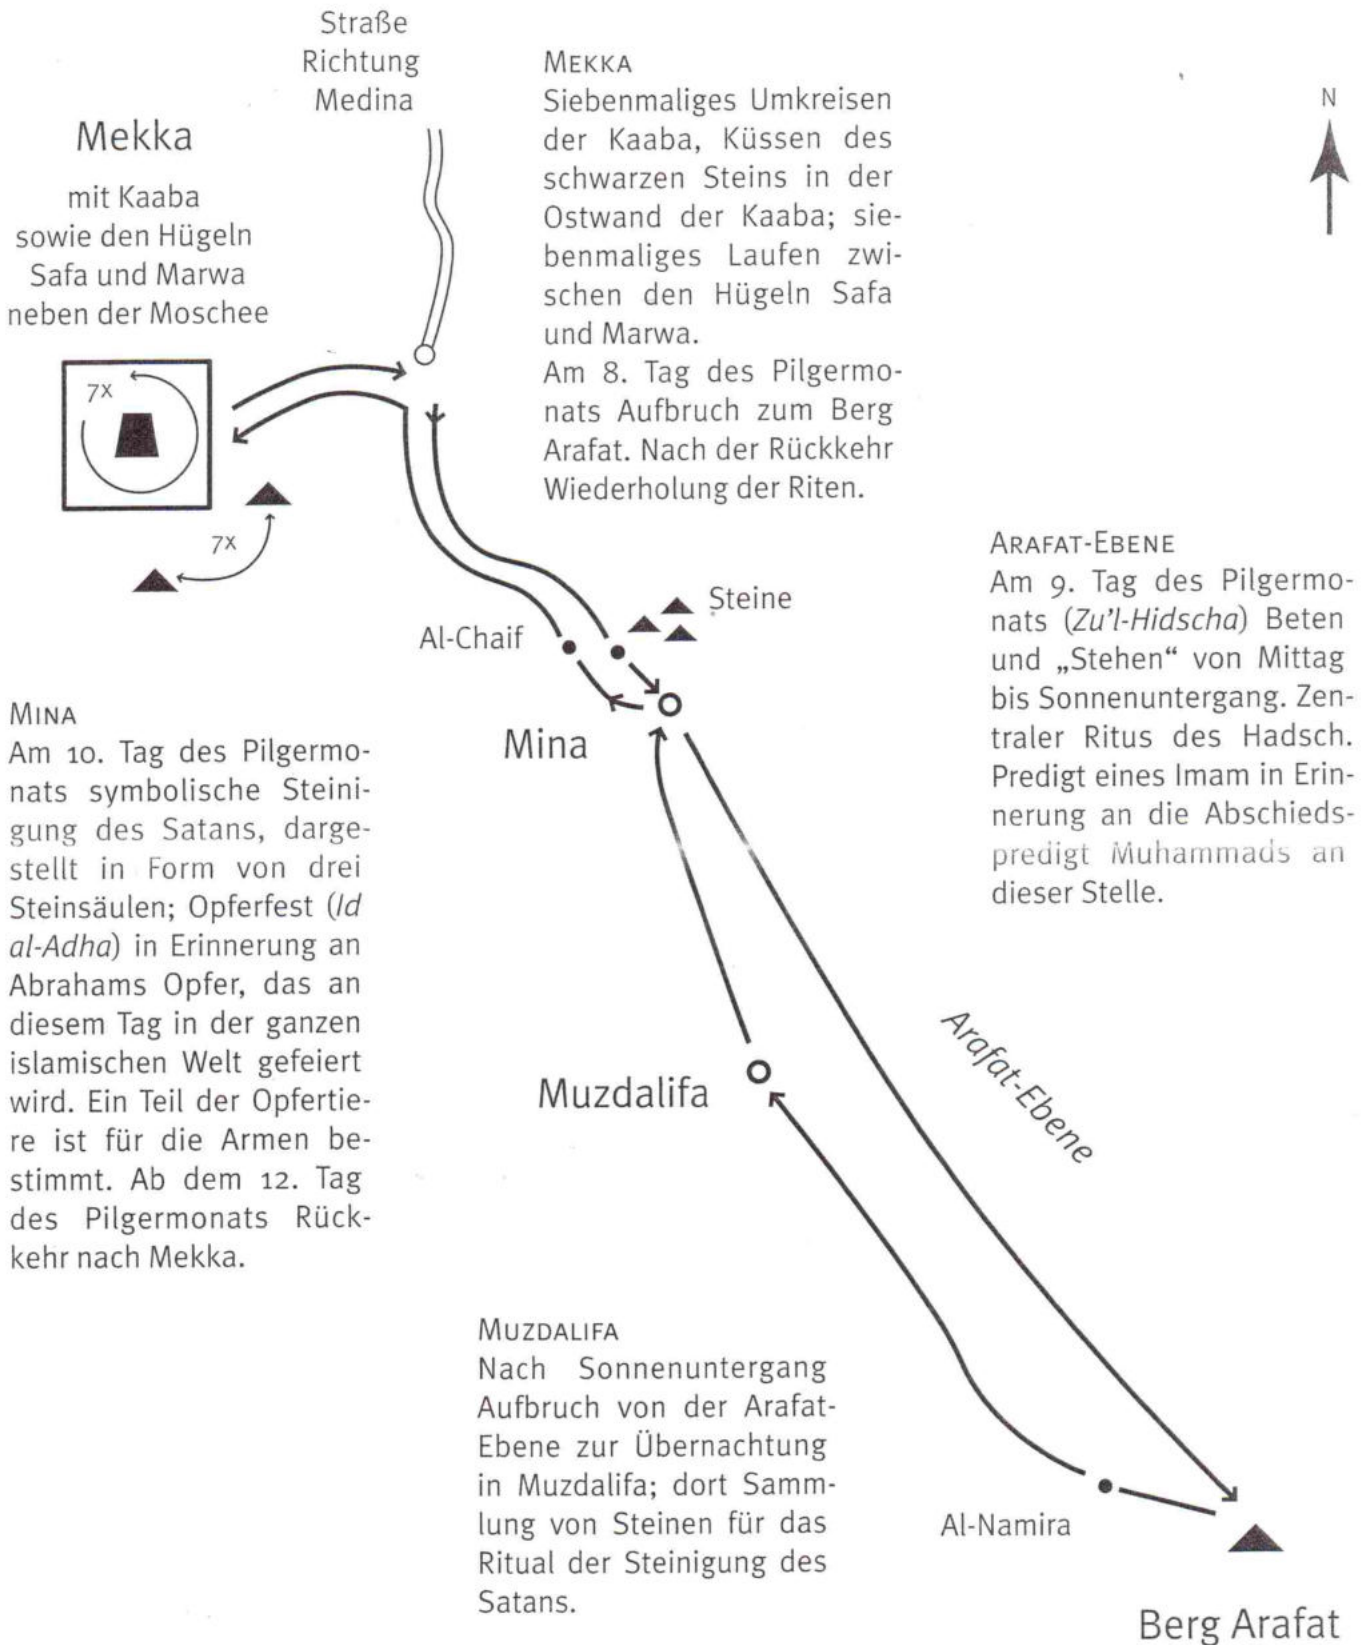 Straße
Richtung
Medina
Mekka
mit Kaaba
sowie den Hügeln
Safa und Marwa
neben der Moschee
7x
7x
MEKKA
Siebenmaliges Umkreisen
der Kaaba, Küssen des
schwarzen Steins in der
Ostwand der Kaaba; sie-
benmaliges Laufen zwi-
schen den Hügeln Safa
und Marwa.
Am 8. Tag des Pilgermo-
nats Aufbruch zum Berg
Arafat. Nach der Rückkehr
Wiederholung der Riten.
N
ARAFAT-EBENE
Am 9. Tag des Pilgermo-
nats (Zu’l-Hidscha) Beten
und „Stehen“ von Mittag
bis Sonnenuntergang. Zen-
traler Ritus des Hadsch.
Predigt eines Imam in Erin-
nerung an die Abschieds-
predigt Muhammads an
dieser Stelle.
Steine
Al-Chaif
Mina
MINA
Am 10. Tag des Pilgermo-
nats symbolische Steini-
gung des Satans, darge-
stellt in Form von drei
Steinsäulen; Opferfest (Id
al-Adha) in Erinnerung an
Abrahams Opfer, das an
diesem Tag in der ganzen
islamischen Welt gefeiert
wird. Ein Teil der Opfertie-
re ist für die Armen be-
stimmt. Ab dem 12. Tag
des Pilgermonats Rück-
kehr nach Mekka.
Muzdalifa
Arafat-Ebene
MUZDALIFA
Nach Sonnenuntergang
Aufbruch von der Arafat-
Ebene zur Übernachtung
in Muzdalifa; dort Samm-
lung von Steinen für das
Ritual der Steinigung des
Satans.
Al-Namira
Berg Arafat